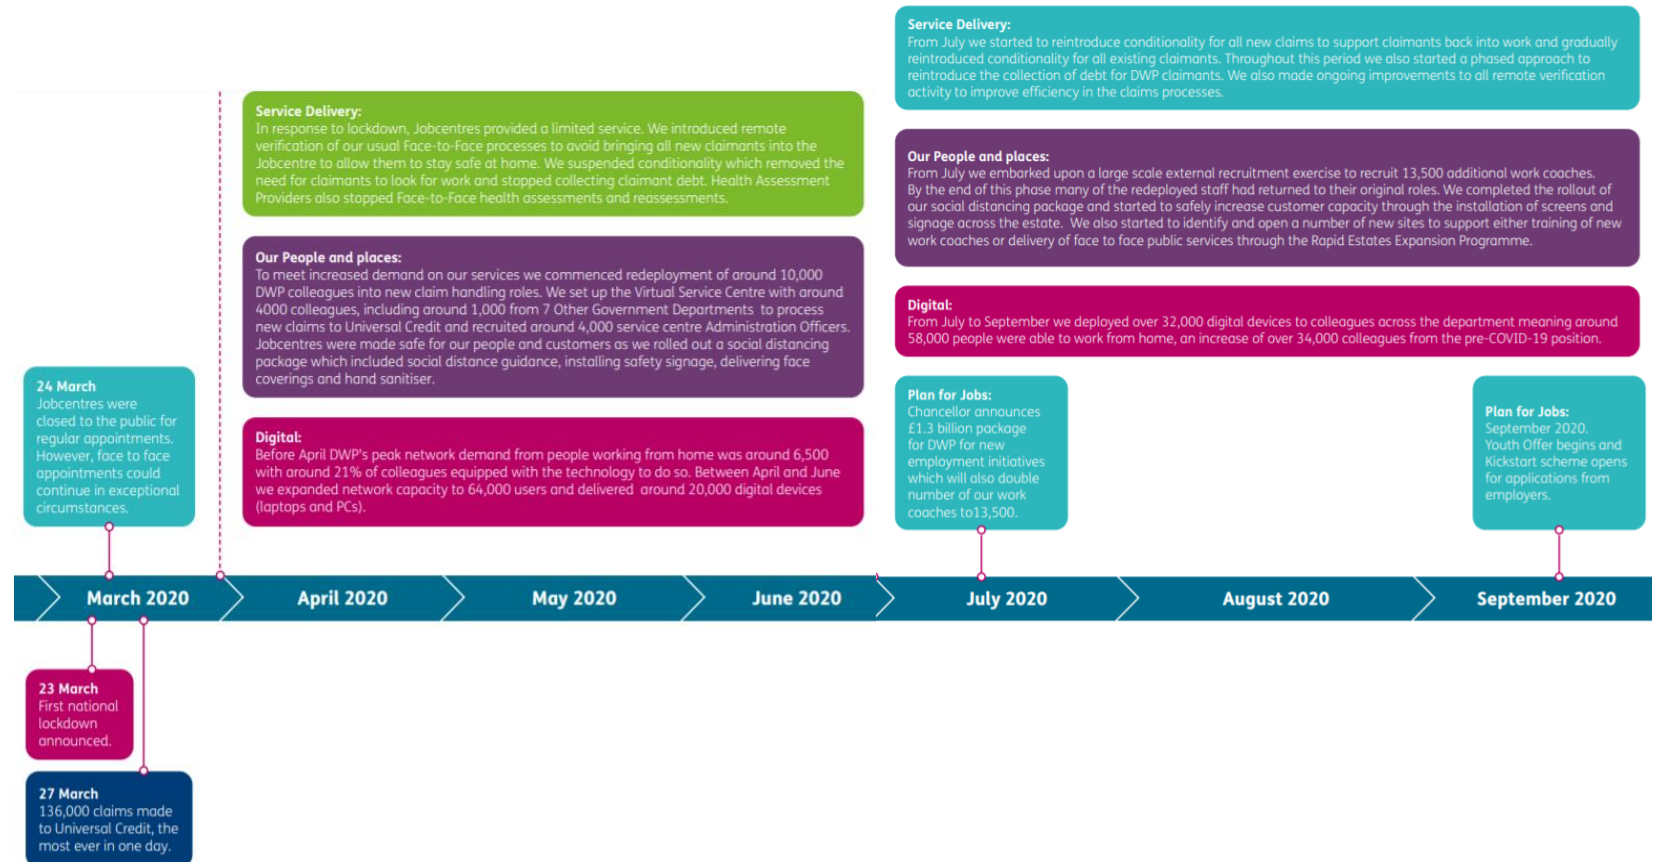 Service Delivery:
In response to lockdown, Jobcentres provided a limited service. We introduced remote
verification of our usual Face-to-Face processes to avoid bringing all new claimants into the
Jobcentre to allow them to stay safe at home. We suspended conditionality which removed the
need for claimants to look for work and stopped collecting claimant debt. Health Assessment
Providers also stopped Face-to-Face health assessments and reassessments.
Our People and places:
To meet increased demand on our services we commenced redeployment of around 10,000
DWP colleagues into new claim handling roles. We set up the Virtual Service Centre with around
4000 colleagues, including around 1,000 from 7 Other Government Departments to process
new claims to Universal Credit and recruited around 4,000 service centre Administration Officers.
Jobcentres were made safe for our people and customers as we rolled out a social distancing
package which included social distance guidance, installing safety signage, delivering face
coverings and hand sanitiser.
Digital:
Before April DWP's peak network demand from people working from home was around 6,500
with around 21% of colleagues equipped with the technology to do so. Between April and June
we expanded network capacity to 64,000 users and delivered around 20,000 digital devices
(laptops and PCs).
24 March
Jobcentres were
closed to the public for
regular appointments.
However, face to face
appointments could
continue in exceptional
circumstances.
Service Delivery:
From July we started to reintroduce conditionality for all new claims to support claimants back into work and gradually
reintroduced conditionality for all existing claimants. Throughout this period we also started a phased approach to
reintroduce the collection of debt for DWP claimants. We also made ongoing improvements to all remote verification
activity to improve efficiency in the claims processes.
Our People and places:
From July we embarked upon a large scale external recruitment exercise to recruit 13,500 additional work coaches.
By the end of this phase many of the redeployed staff had returned to their original roles. We completed the rollout of
our social distancing package and started to safely increase customer capacity through the installation of screens and
signage across the estate. We also started to identify and open a number of new sites to support either training of new
work coaches or delivery of face to face public services through the Rapid Estates Expansion Programme.
Digital:
From July to September we deployed over 32,000 digital devices to colleagues across the department meaning around
58,000 people were able to work from home, an increase of over 34,000 colleagues from the pre-COVID-19 position.
Plan for Jobs:
Chancellor announces
£1.3 billion package
for DWP for new
employment initiatives
which will also double
number of our work
coaches to13,500.
Plan for Jobs:
September 2020.
Youth Offer begins and
Kickstart scheme opens
for applications from
employers.
March 2020
April 2020
May 2020
June 2020
July 2020
August 2020
September 2020
23 March
First national
lockdown
announced.
27 March
136,000 claims made
to Universal Credit, the
most ever in one day.